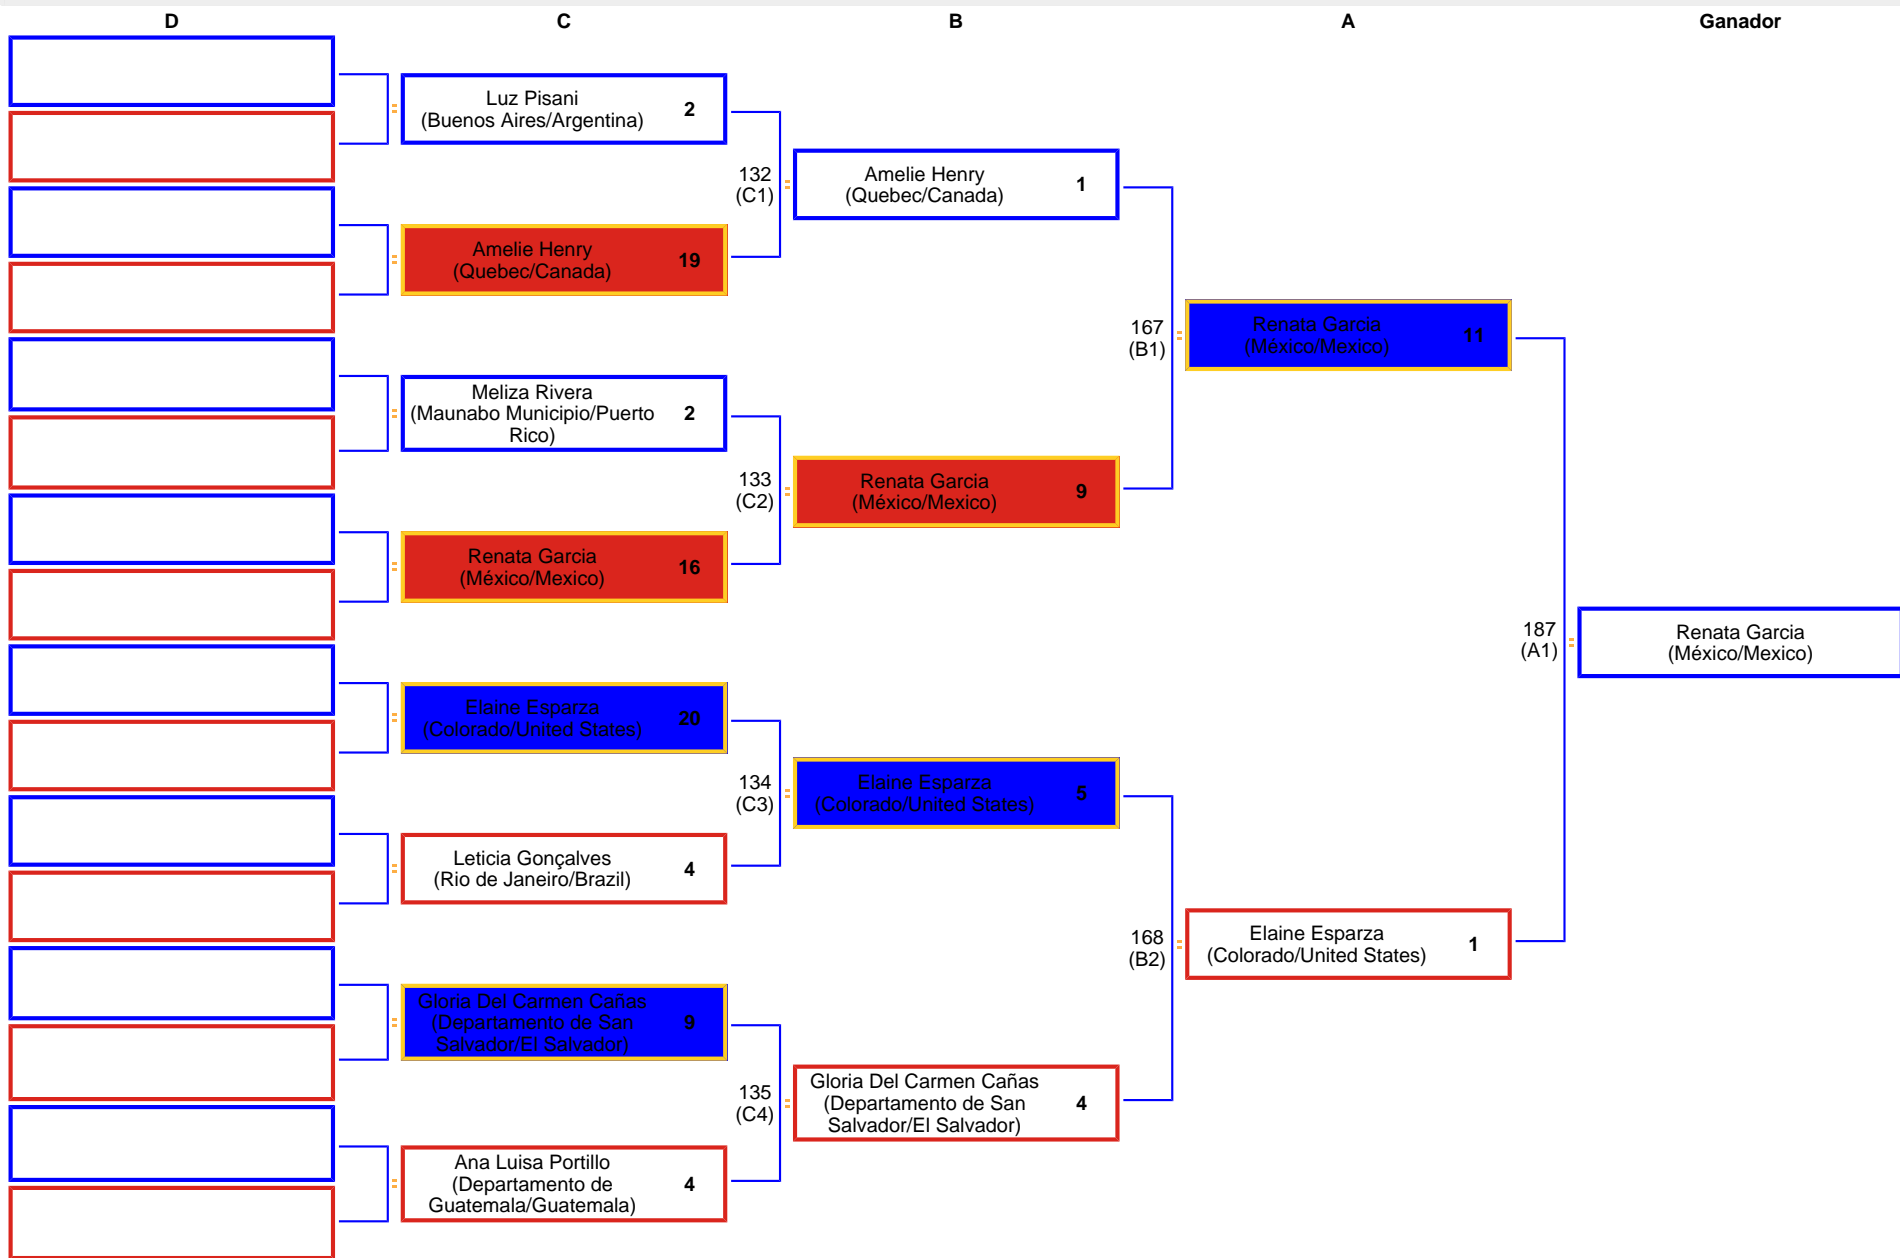 D
C
B
A
Ganador
Luz Pisani
(Buenos Aires/Argentina)
2
132
(C1)
Amelie Henry
(Quebec/Canada)
19
Amelie Henry
(Quebec/Canada)
1
Meliza Rivera
(Maunabo Municipio/Puerto
Rico)
2
133
(C2)
Renata Garcia
(México/Mexico)
16
Renata Garcia
(México/Mexico)
9
167
(B1)
Renata Garcia
(México/Mexico)
11
Elaine Esparza
(Colorado/United States)
20
134
(C3)
Leticia Gonçalves
(Rio de Janeiro/Brazil)
4
Elaine Esparza
(Colorado/United States)
5
Gloria Del Carmen Cañas
(Departamento de San
Salvador/El Salvador)
9
135
(C4)
Ana Luisa Portillo
(Departamento de
Guatemala/Guatemala)
4
Gloria Del Carmen Cañas
(Departamento de San
Salvador/El Salvador)
4
168
(B2)
Elaine Esparza
(Colorado/United States)
1
187
(A1)
Renata Garcia
(México/Mexico)